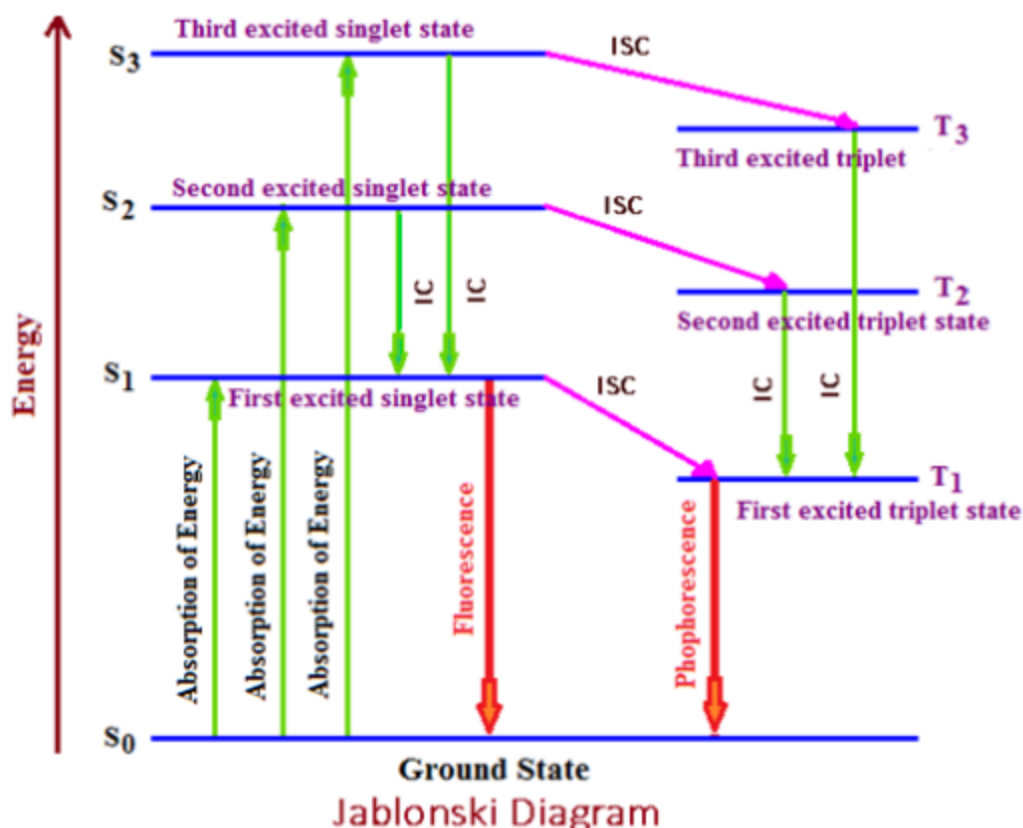 Third excited singlet state
S3
ISC
T3
Third excited triplet
Second excited singlet state
S2
ISC
T2
Second excited triplet state
IC
IC
Energy
S1
First excited singlet state
ISC
IC
IC
T1
First excited triplet state
Absorption of Energy
Absorption of Energy
Absorption of Energy
Fluorescence
Phophorescence
S0
Ground State
Jablonski Diagram